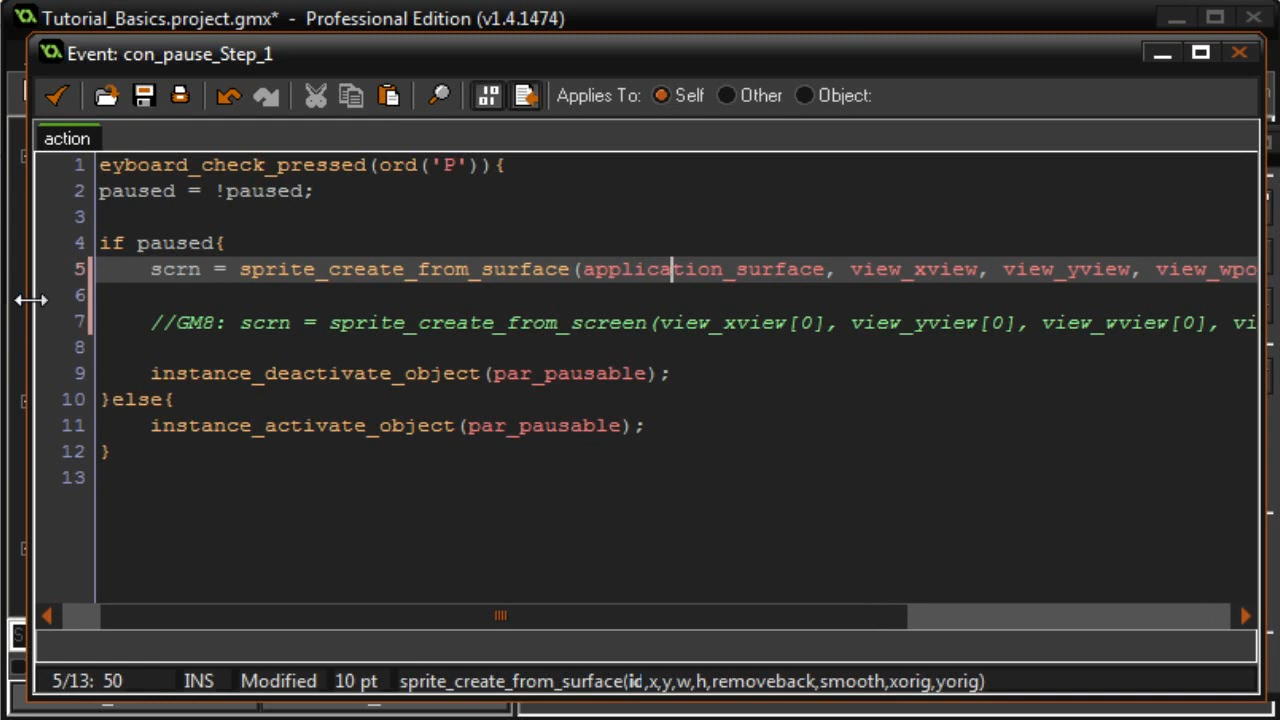 Tutorial_Basics.project.gmx* - Professional Edition (v1.4.1474)
Event: con_pause_Step_1
Applies To: Self Other Object:
action
1 eyboard_check_pressed(ord('P')){
2 paused = !paused;
3
4 if paused{
5 scrn = sprite_create_from_surface(application_surface, view_xview, view_yview, view_wpo
6
7 //GM8: scrn = sprite_create_from_screen(view_xview[0], view_yview[0], view_wview[0], vi
8
9 instance_deactivate_object(par_pausable);
10 }else{
11 instance_activate_object(par_pausable);
12 }
13
5/13: 50 INS Modified 10 pt sprite_create_from_surface(id,x,y,w,h,removeback,smooth,xorig,yorig)